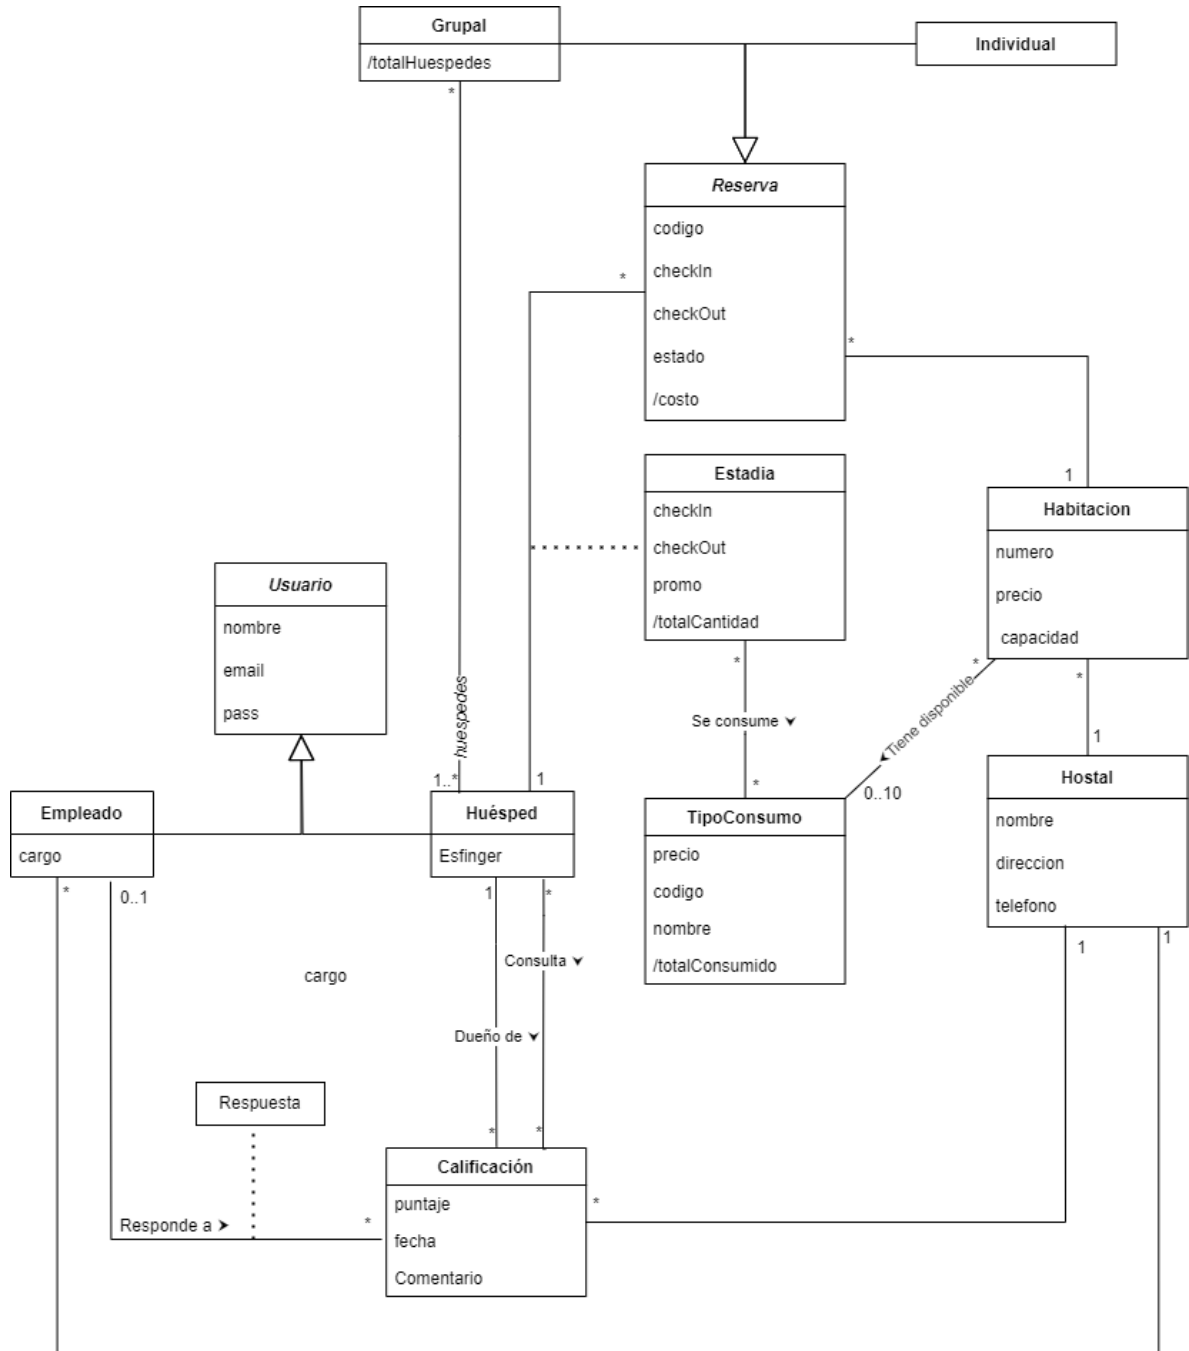 Grupal
/totalHuespedes
*
Individual
Reserva
codigo
checkIn
checkOut
estado
/costo
*
*
Estadia
checkIn
checkOut
promo
/totalCantidad
*
1
Habitacion
numero
precio
capacidad
*
*
Usuario
nombre
email
pass
huespedes
Se consume
Tiene disponible
1..*
1
*
0..10
1
Empleado
cargo
*
0..1
Huésped
Esfinger
1
*
TipoConsumo
precio
codigo
nombre
/totalConsumido
Hostal
nombre
direccion
telefono
1
1
cargo
Consulta
Dueño de
Respuesta
*
*
Calificación
puntaje
fecha
Comentario
*
Responde a
*